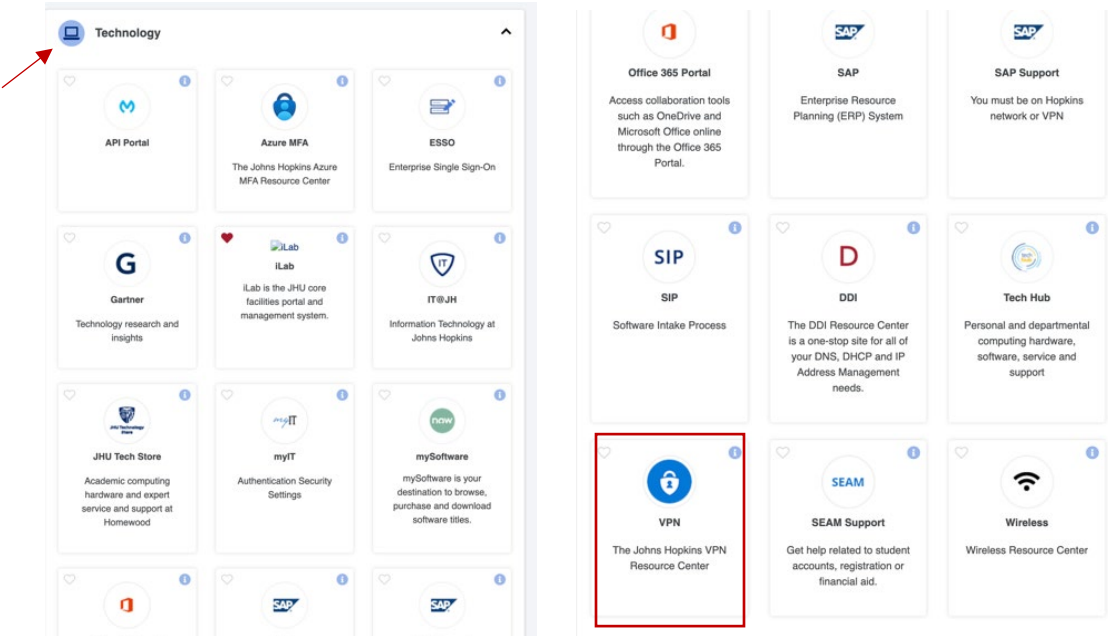 Technology
API Portal
Azure MFA
The Johns Hopkins Azure
MFA Resource Center
ESSO
Enterprise Single Sign-On
G
Gartner
Technology research and
insights
iLab
iLab
iLab is the JHU core
facilities portal and
management system.
IT
IT@JH
Information Technology at
Johns Hopkins
JHU Technology
Store
JHU Tech Store
Academic computing
hardware and expert
service and support at
Homewood
myIT
myIT
Authentication Security
Settings
now
mySoftware
mySoftware is your
destination to browse,
purchase and download
software titles.
SAP
SAP
Office 365 Portal
Access collaboration tools
such as OneDrive and
Microsoft Office online
through the Office 365
Portal.
SAP
SAP
Enterprise Resource
Planning (ERP) System
SAP
SAP Support
You must be on Hopkins
network or VPN
SIP
SIP
Software Intake Process
D
DDI
The DDI Resource Center
is a one-stop site for all of
your DNS, DHCP and IP
Address Management
needs.
tech
hub
Tech Hub
Personal and departmental
computing hardware,
software, service and
support
VPN
The Johns Hopkins VPN
Resource Center
SEAM
SEAM Support
Get help related to student
accounts, registration or
financial aid.
Wireless
Wireless Resource Center